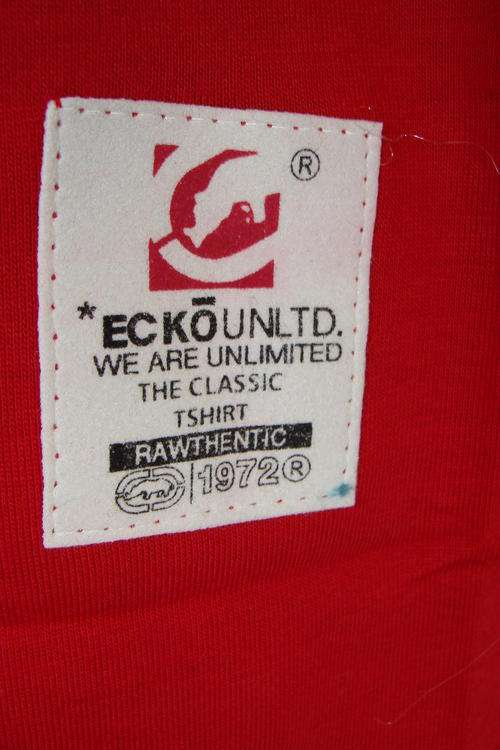 ®
*ECKŌUNLTD.
WE ARE UNLIMITED
THE CLASSIC
TSHIRT
RAWTHENTIC
1972®